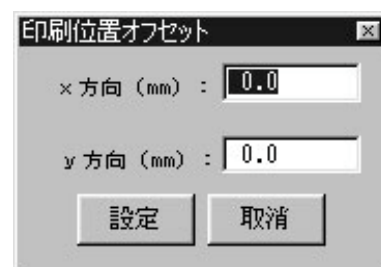 印刷位置オフセット
x 方向 (mm) : 0.0
y 方向 (mm) : 0.0
設定 取消